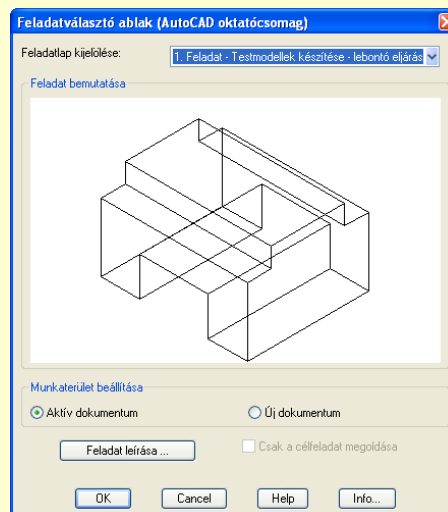 Feladatválasztó ablak (AutoCAD oktatócsomag)
Feladatlap kijelölése:
1. Feladat - Testmodellek készítése - lebontó eljárás
Feladat bemutatása
Munkaterület beállítása
Aktív dokumentum
Új dokumentum
Feladat leírása ...
Csak a célfeladat megoldása
OK
Cancel
Help
Info...